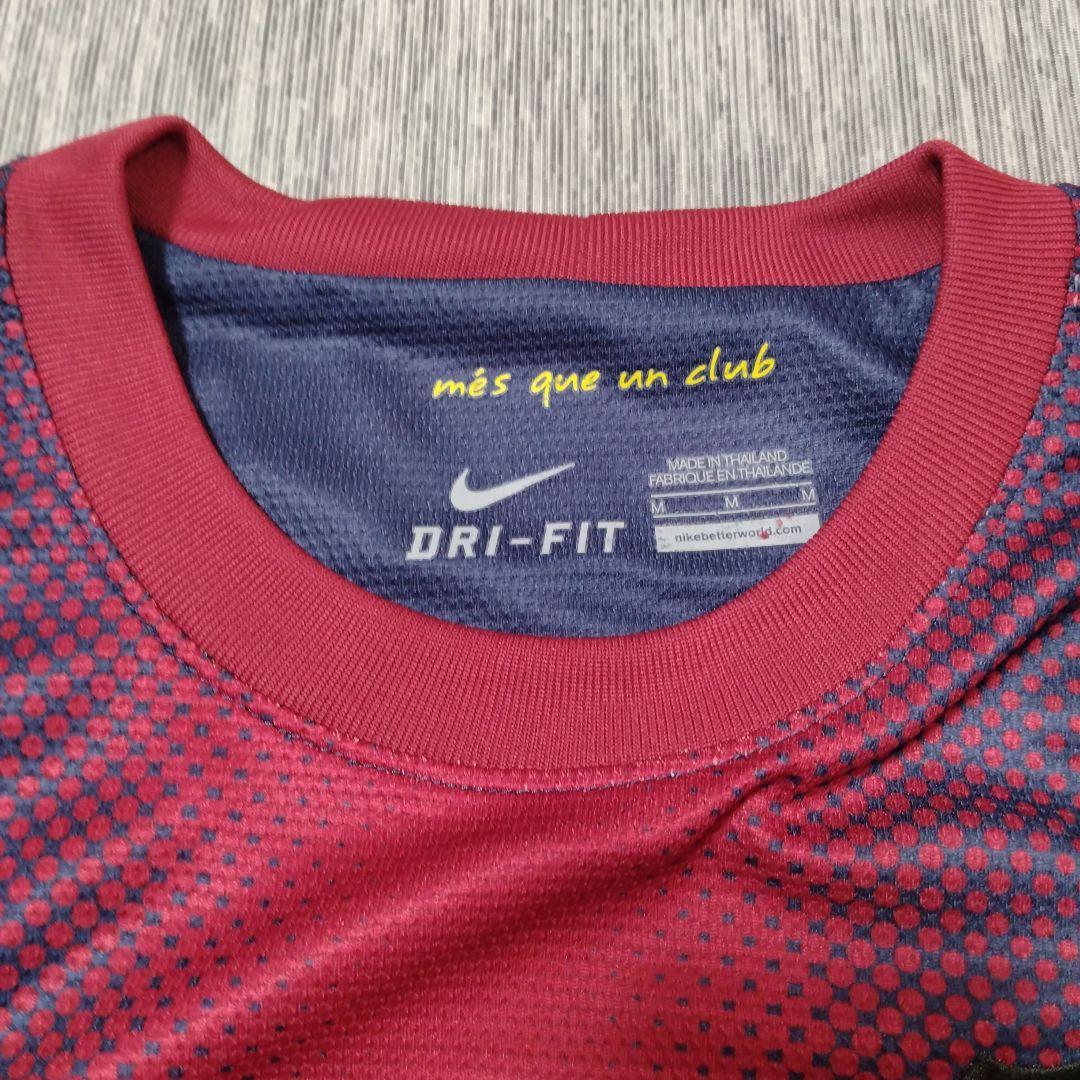 més que un club
DRI-FIT
MADE IN THAILAND
FABRIQUE EN THAILANDE
M M M
nikebetterworld.com